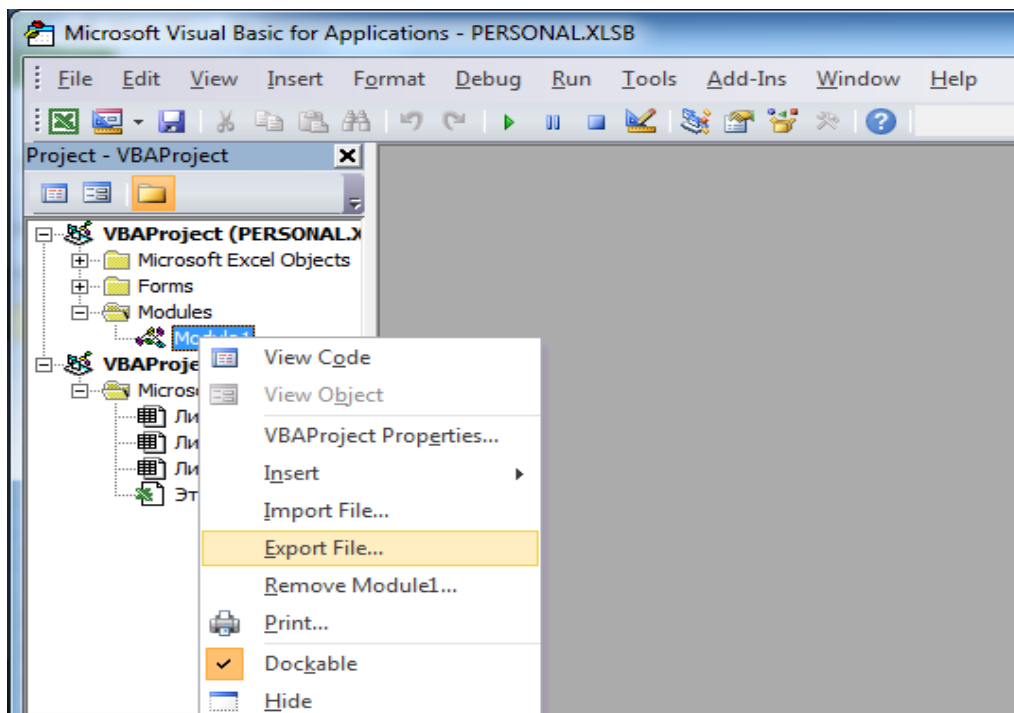 Microsoft Visual Basic for Applications - PERSONAL.XLSB
File Edit View Insert Format Debug Run Tools Add-Ins Window Help
Project - VBAProject
VBAProject (PERSONAL.X
Microsoft Excel Objects
Forms
Modules
Module1
VBAProje
Micros
Ли
Ли
Ли
Эт
View Code
View Object
VBAProject Properties...
Insert
Import File...
Export File...
Remove Module1...
Print...
Dockable
Hide